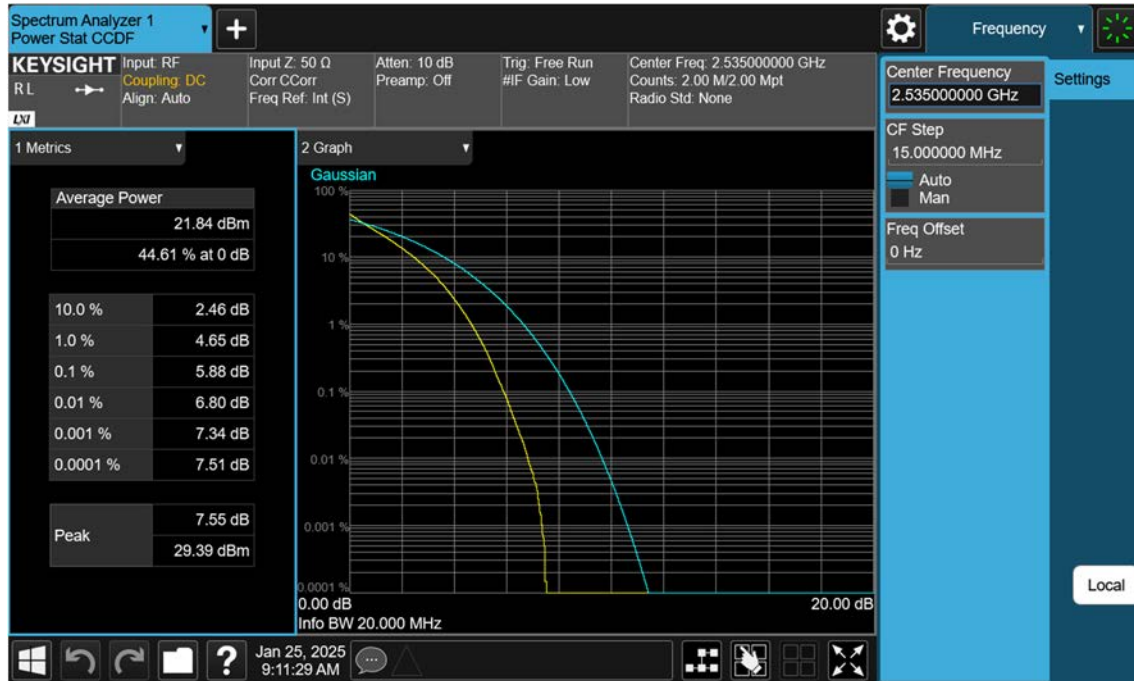 Spectrum Analyzer 1
Power Stat CCDF
Frequency
KEYSIGHT
R L
LXI
Input: RF
Coupling: DC
Align: Auto
Input Z: 50 Ω
Corr CCorr
Freq Ref: Int (S)
Atten: 10 dB
Preamp: Off
Trig: Free Run
#IF Gain: Low
Center Freq: 2.535000000 GHz
Counts: 2.00 M/2.00 Mpt
Radio Std: None
Center Frequency
2.535000000 GHz
Settings
CF Step
15.000000 MHz
Auto
Man
Freq Offset
0 Hz
Local
1 Metrics
Average Power
21.84 dBm
44.61 % at 0 dB
10.0 % 2.46 dB
1.0 % 4.65 dB
0.1 % 5.88 dB
0.01 % 6.80 dB
0.001 % 7.34 dB
0.0001 % 7.51 dB
Peak
7.55 dB
29.39 dBm
2 Graph
Gaussian
100 %
10 %
1 %
0.1 %
0.01 %
0.001 %
0.0001 %
0.00 dB 20.00 dB
Info BW 20.000 MHz
?
Jan 25, 2025
9:11:29 AM